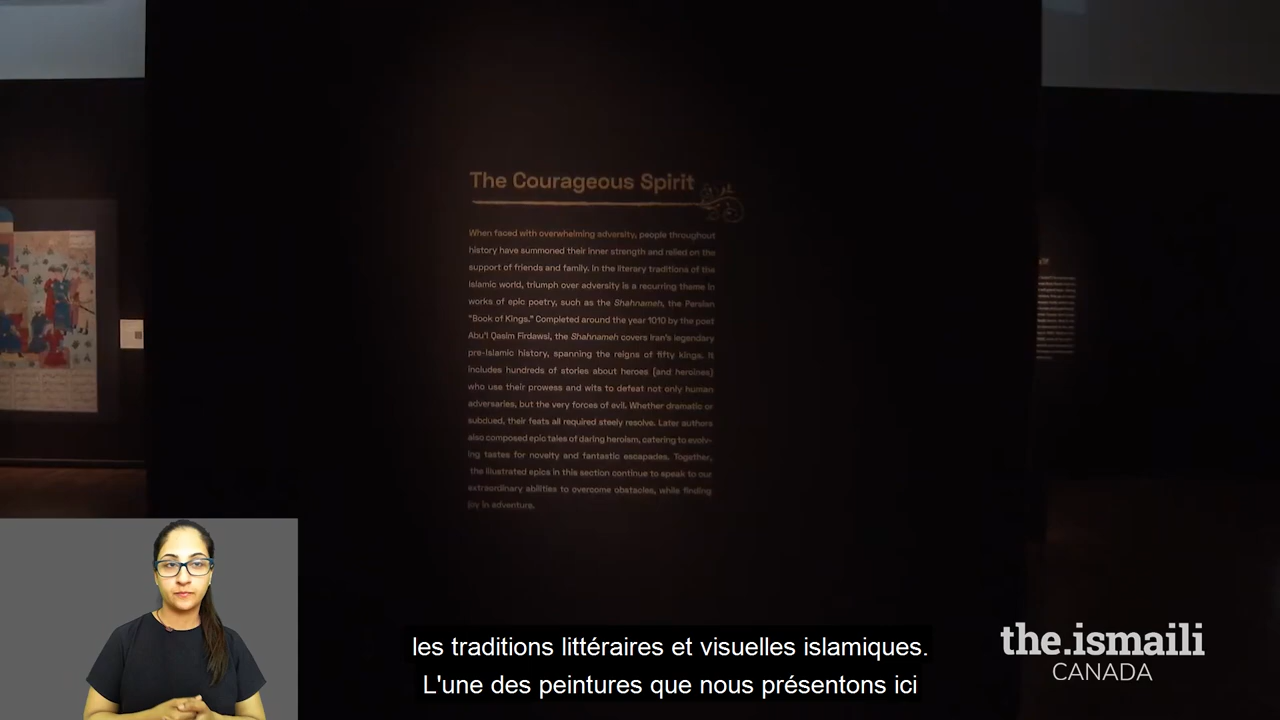 The Courageous Spirit
When faced with overwhelming adversity, people throughout
history have summoned their inner strength and relied on the
support of friends and family. In the literary traditions of the
Islamic world, triumph over adversity is a recurring theme in
works of epic poetry, such as the Shahnameh, the Persian
"Book of Kings." Completed around the year 1010 by the poet
Abu'l Qasim Firdawsi, the Shahnameh covers Iran's legendary
pre-Islamic history, spanning the reigns of fifty kings. It
includes hundreds of stories about heroes (and heroines)
who use their prowess and wits to defeat not only human
adversaries, but the very forces of evil. Whether dramatic or
subdued, their feats all required steely resolve. Later authors
also composed epic tales of daring heroism, catering to evolv-
ing tastes for novelty and fantastic escapades. Together,
the illustrated epics in this section continue to speak to our
extraordinary abilities to overcome obstacles, while finding
joy in adventure.
les traditions littéraires et visuelles islamiques.
L'une des peintures que nous présentons ici
the.ismaili
CANADA